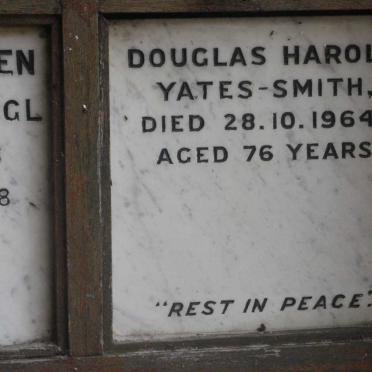 EN
GL
8
DOUGLAS HAROL
YATES-SMITH,
DIED 28.10.1964
AGED 76 YEARS
"REST IN PEACE"